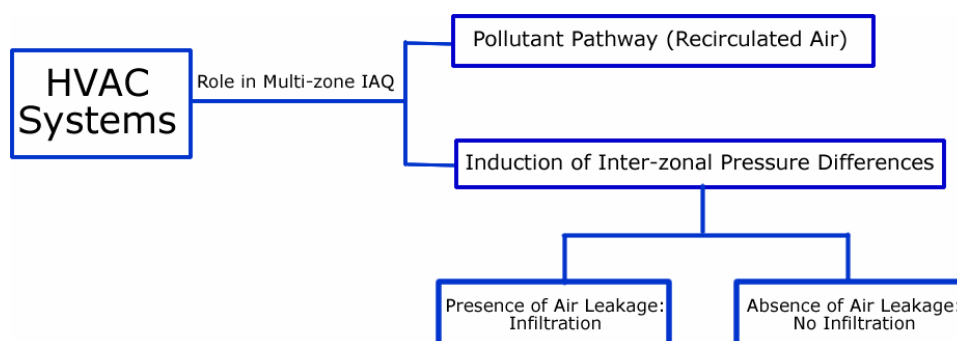 HVAC
Systems
Role in Multi-zone IAQ
Pollutant Pathway (Recirculated Air)
Induction of Inter-zonal Pressure Differences
Presence of Air Leakage:
Infiltration
Absence of Air Leakage:
No Infiltration